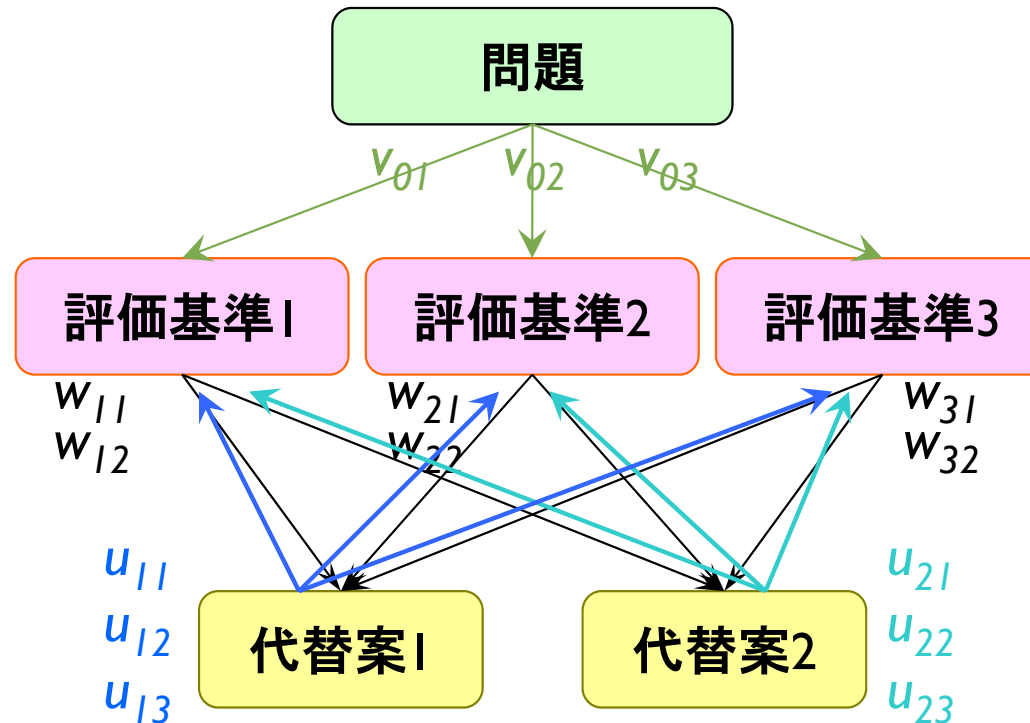 問題
v01 v02 v03
評価基準1 評価基準2 評価基準3
w11 w21 w31
w12 w22 w32
u11 u21
代替案1 代替案2
u12 u22
u13 u23